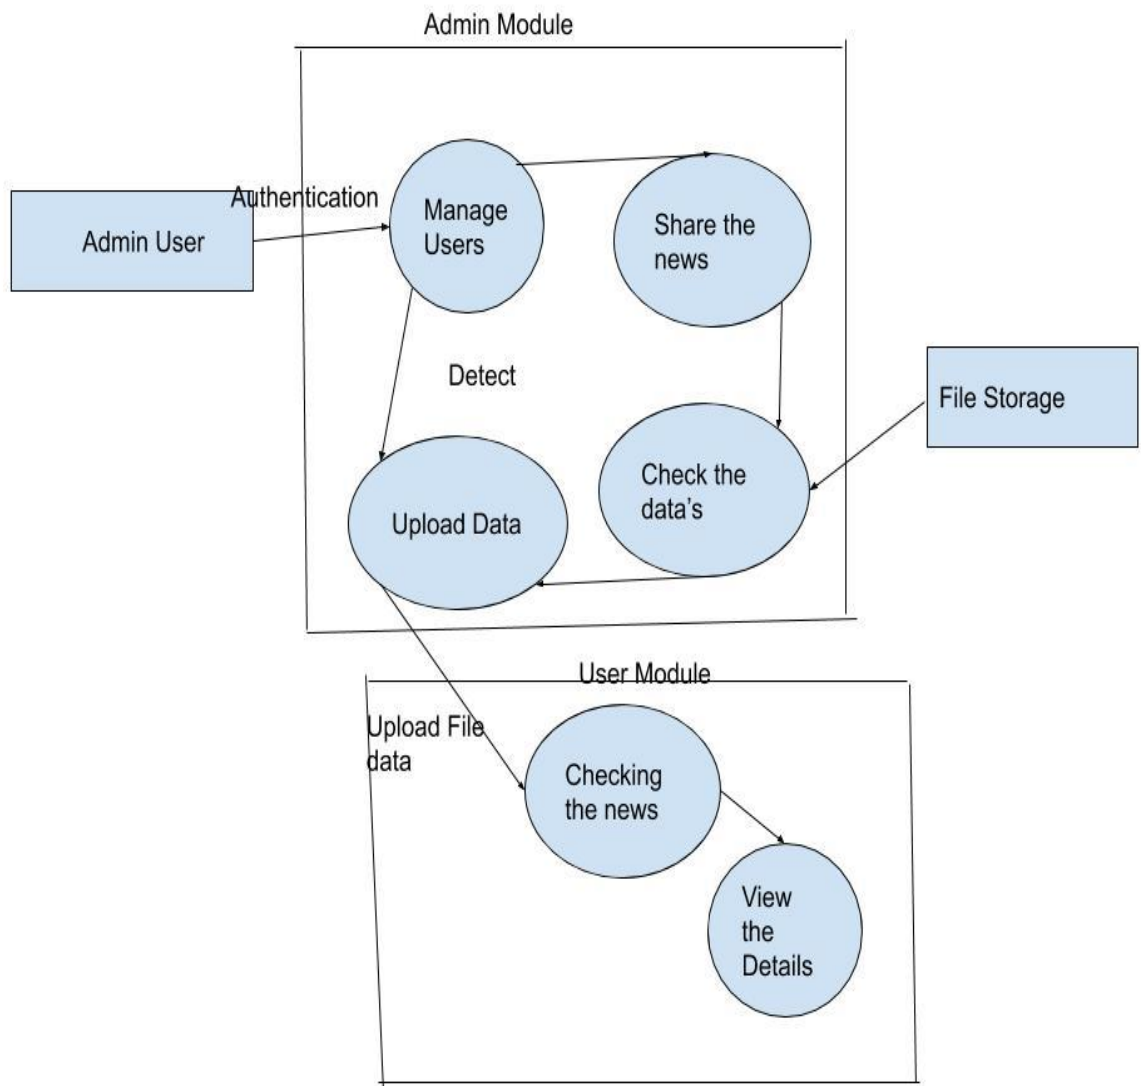 Admin Module
Authentication
Admin User
Manage
Users
Share the
news
Detect
File Storage
Check the
data’s
Upload Data
User Module
Upload File
data
Checking
the news
View
the
Details